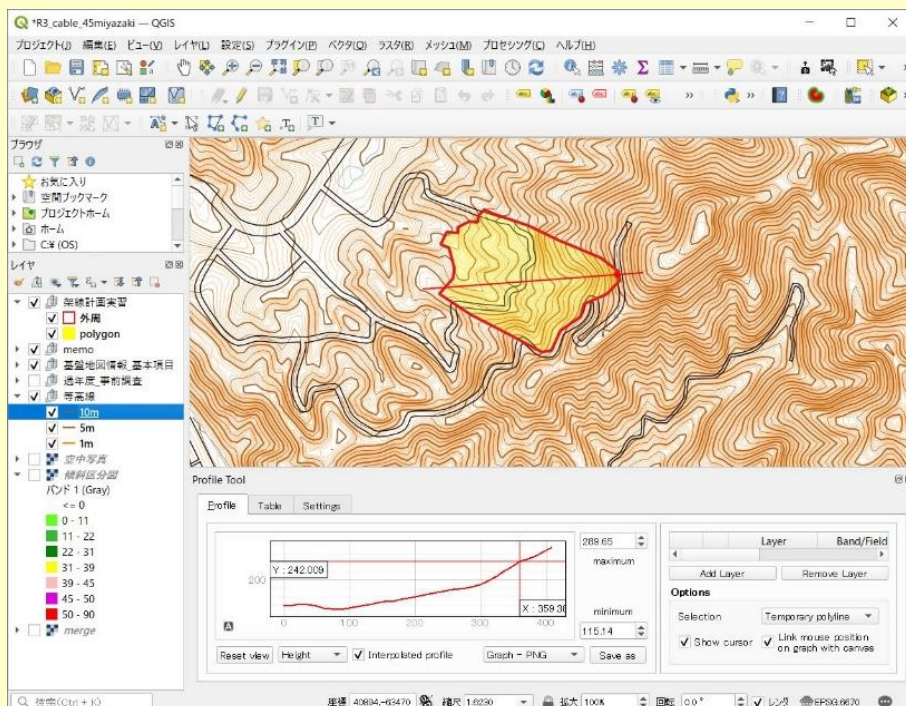 *R3_cable_45miyazaki — QGIS
プロジェクト(J) 編集(E) ビュー(V) レイヤ(L) 設定(S) プラグイン(P) ベクタ(O) ラスタ(R) メッシュ(M) プロセシング(C) ヘルプ(H)
ブラウザ
お気に入り
空間ブックマーク
プロジェクトホーム
ホーム
C:¥ (OS)
レイヤ
架線計画実習
外周
polygon
memo
基盤地図情報_基本項目
過年度_事前調査
等高線
10m
5m
1m
空中写真
傾斜区分図
バンド 1 (Gray)
<= 0
0 - 11
11 - 22
22 - 31
31 - 39
39 - 45
45 - 50
50 - 90
merge
Profile Tool
Profile Table Settings
Y : 242.009
200
X : 359.36
0 100 200 300 400
289.65
maximum
minimum
115.14
Reset view Height Interpolated profile Graph - PNG Save as
Layer Band/Field
Add Layer Remove Layer
Options
Selection Temporary polyline
Show cursor Link mouse position on graph with canvas
検索(Ctrl + K) 座標 40894,-63470 縮尺 1:6230 拡大 100% 回転 0.0° レンダ EPSG:6670